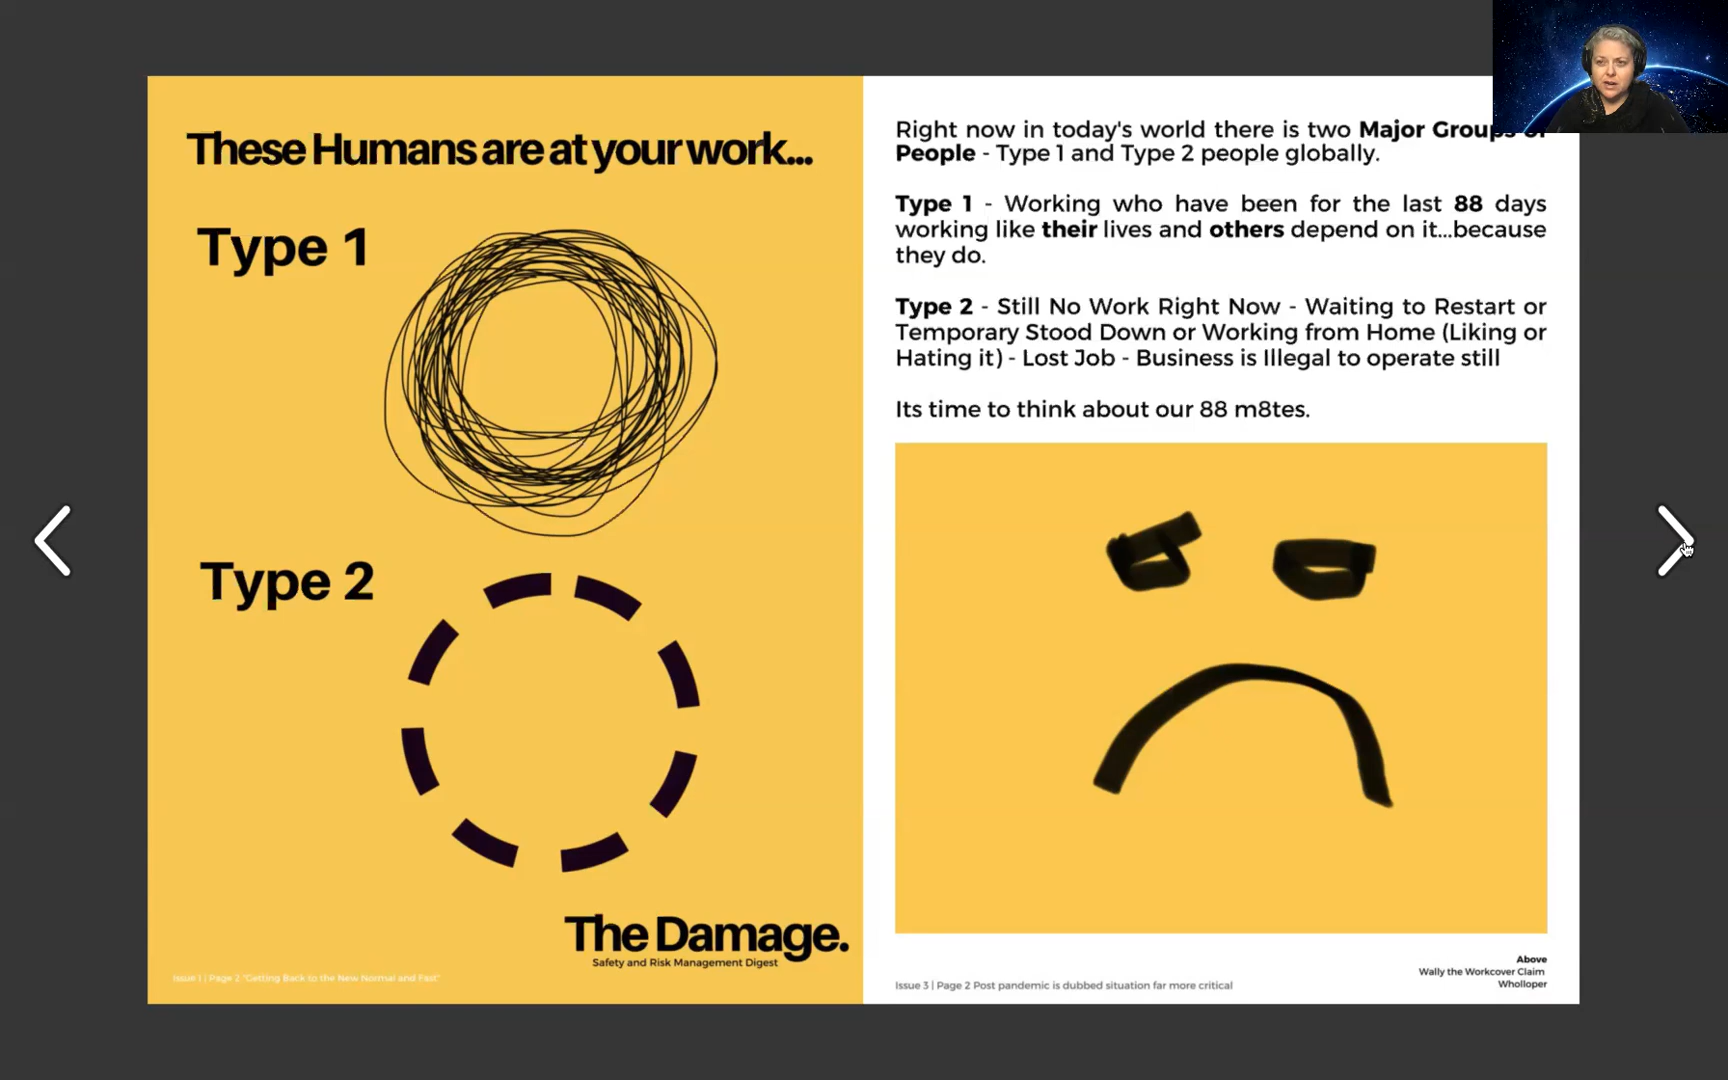 These Humans are at your work...
Type 1
Type 2
The Damage.
Safety and Risk Management Digest
Issue 1 | Page 2 "Getting Back to the New Normal and Fast"
Right now in today's world there is two Major Groups of
People - Type 1 and Type 2 people globally.
Type 1 - Working who have been for the last 88 days
working like their lives and others depend on it...because
they do.
Type 2 - Still No Work Right Now - Waiting to Restart or
Temporary Stood Down or Working from Home (Liking or
Hating it) - Lost Job - Business is Illegal to operate still
Its time to think about our 88 m8tes.
Above
Wally the Workcover Claim
Wholloper
Issue 3 | Page 2 Post pandemic is dubbed situation far more critical